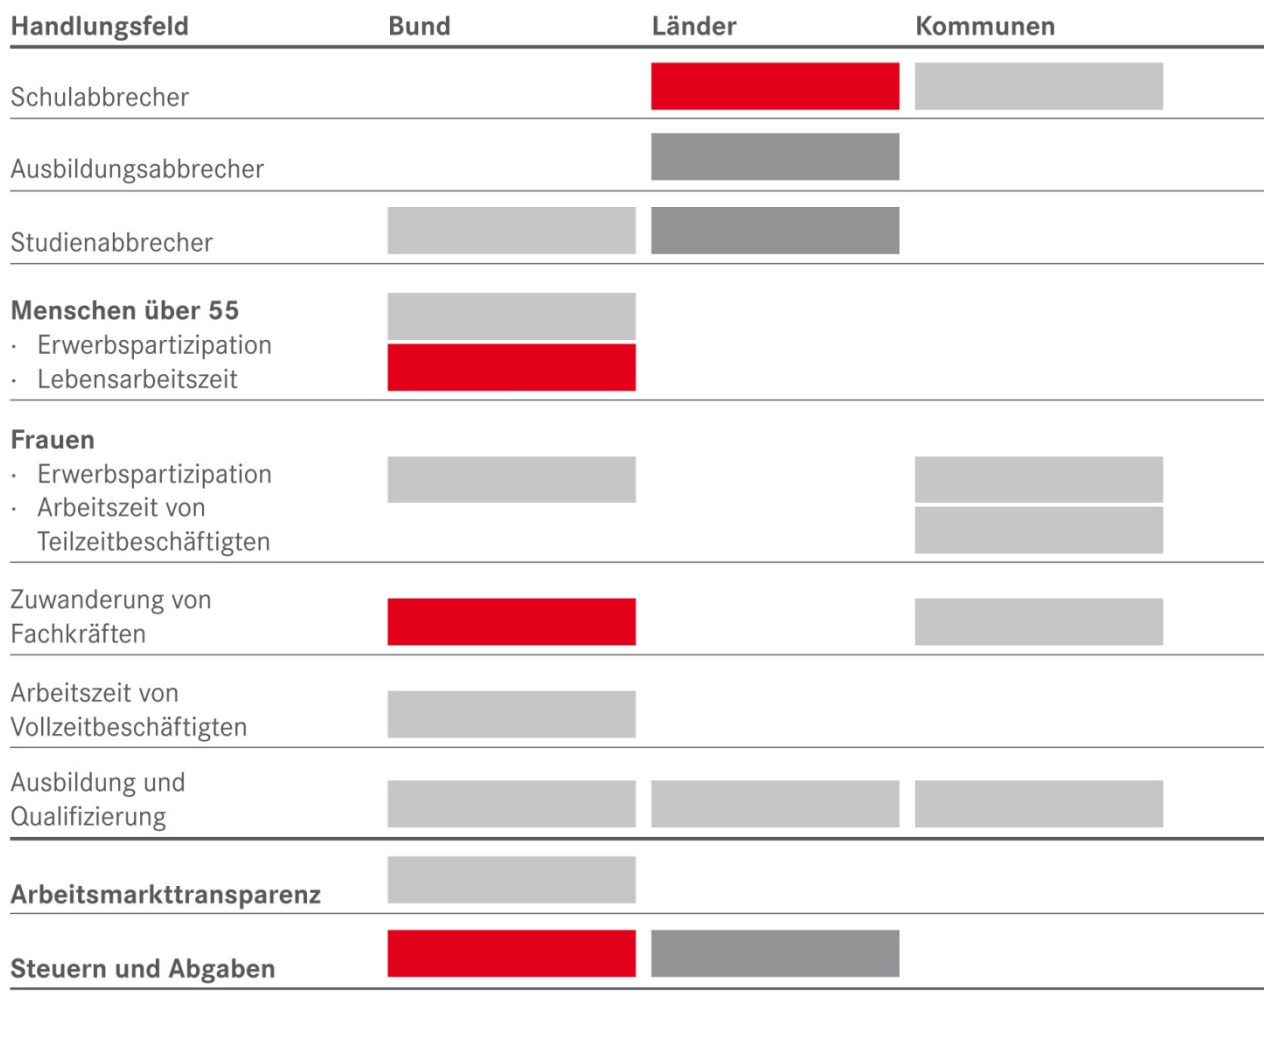 Handlungsfeld Bund Länder Kommunen
Schulabbrecher
Ausbildungsabbrecher
Studienabbrecher
Menschen über 55
· Erwerbspartizipation
· Lebensarbeitszeit
Frauen
· Erwerbspartizipation
· Arbeitszeit von
Teilzeitbeschäftigten
Zuwanderung von
Fachkräften
Arbeitszeit von
Vollzeitbeschäftigten
Ausbildung und
Qualifizierung
Arbeitsmarkttransparenz
Steuern und Abgaben